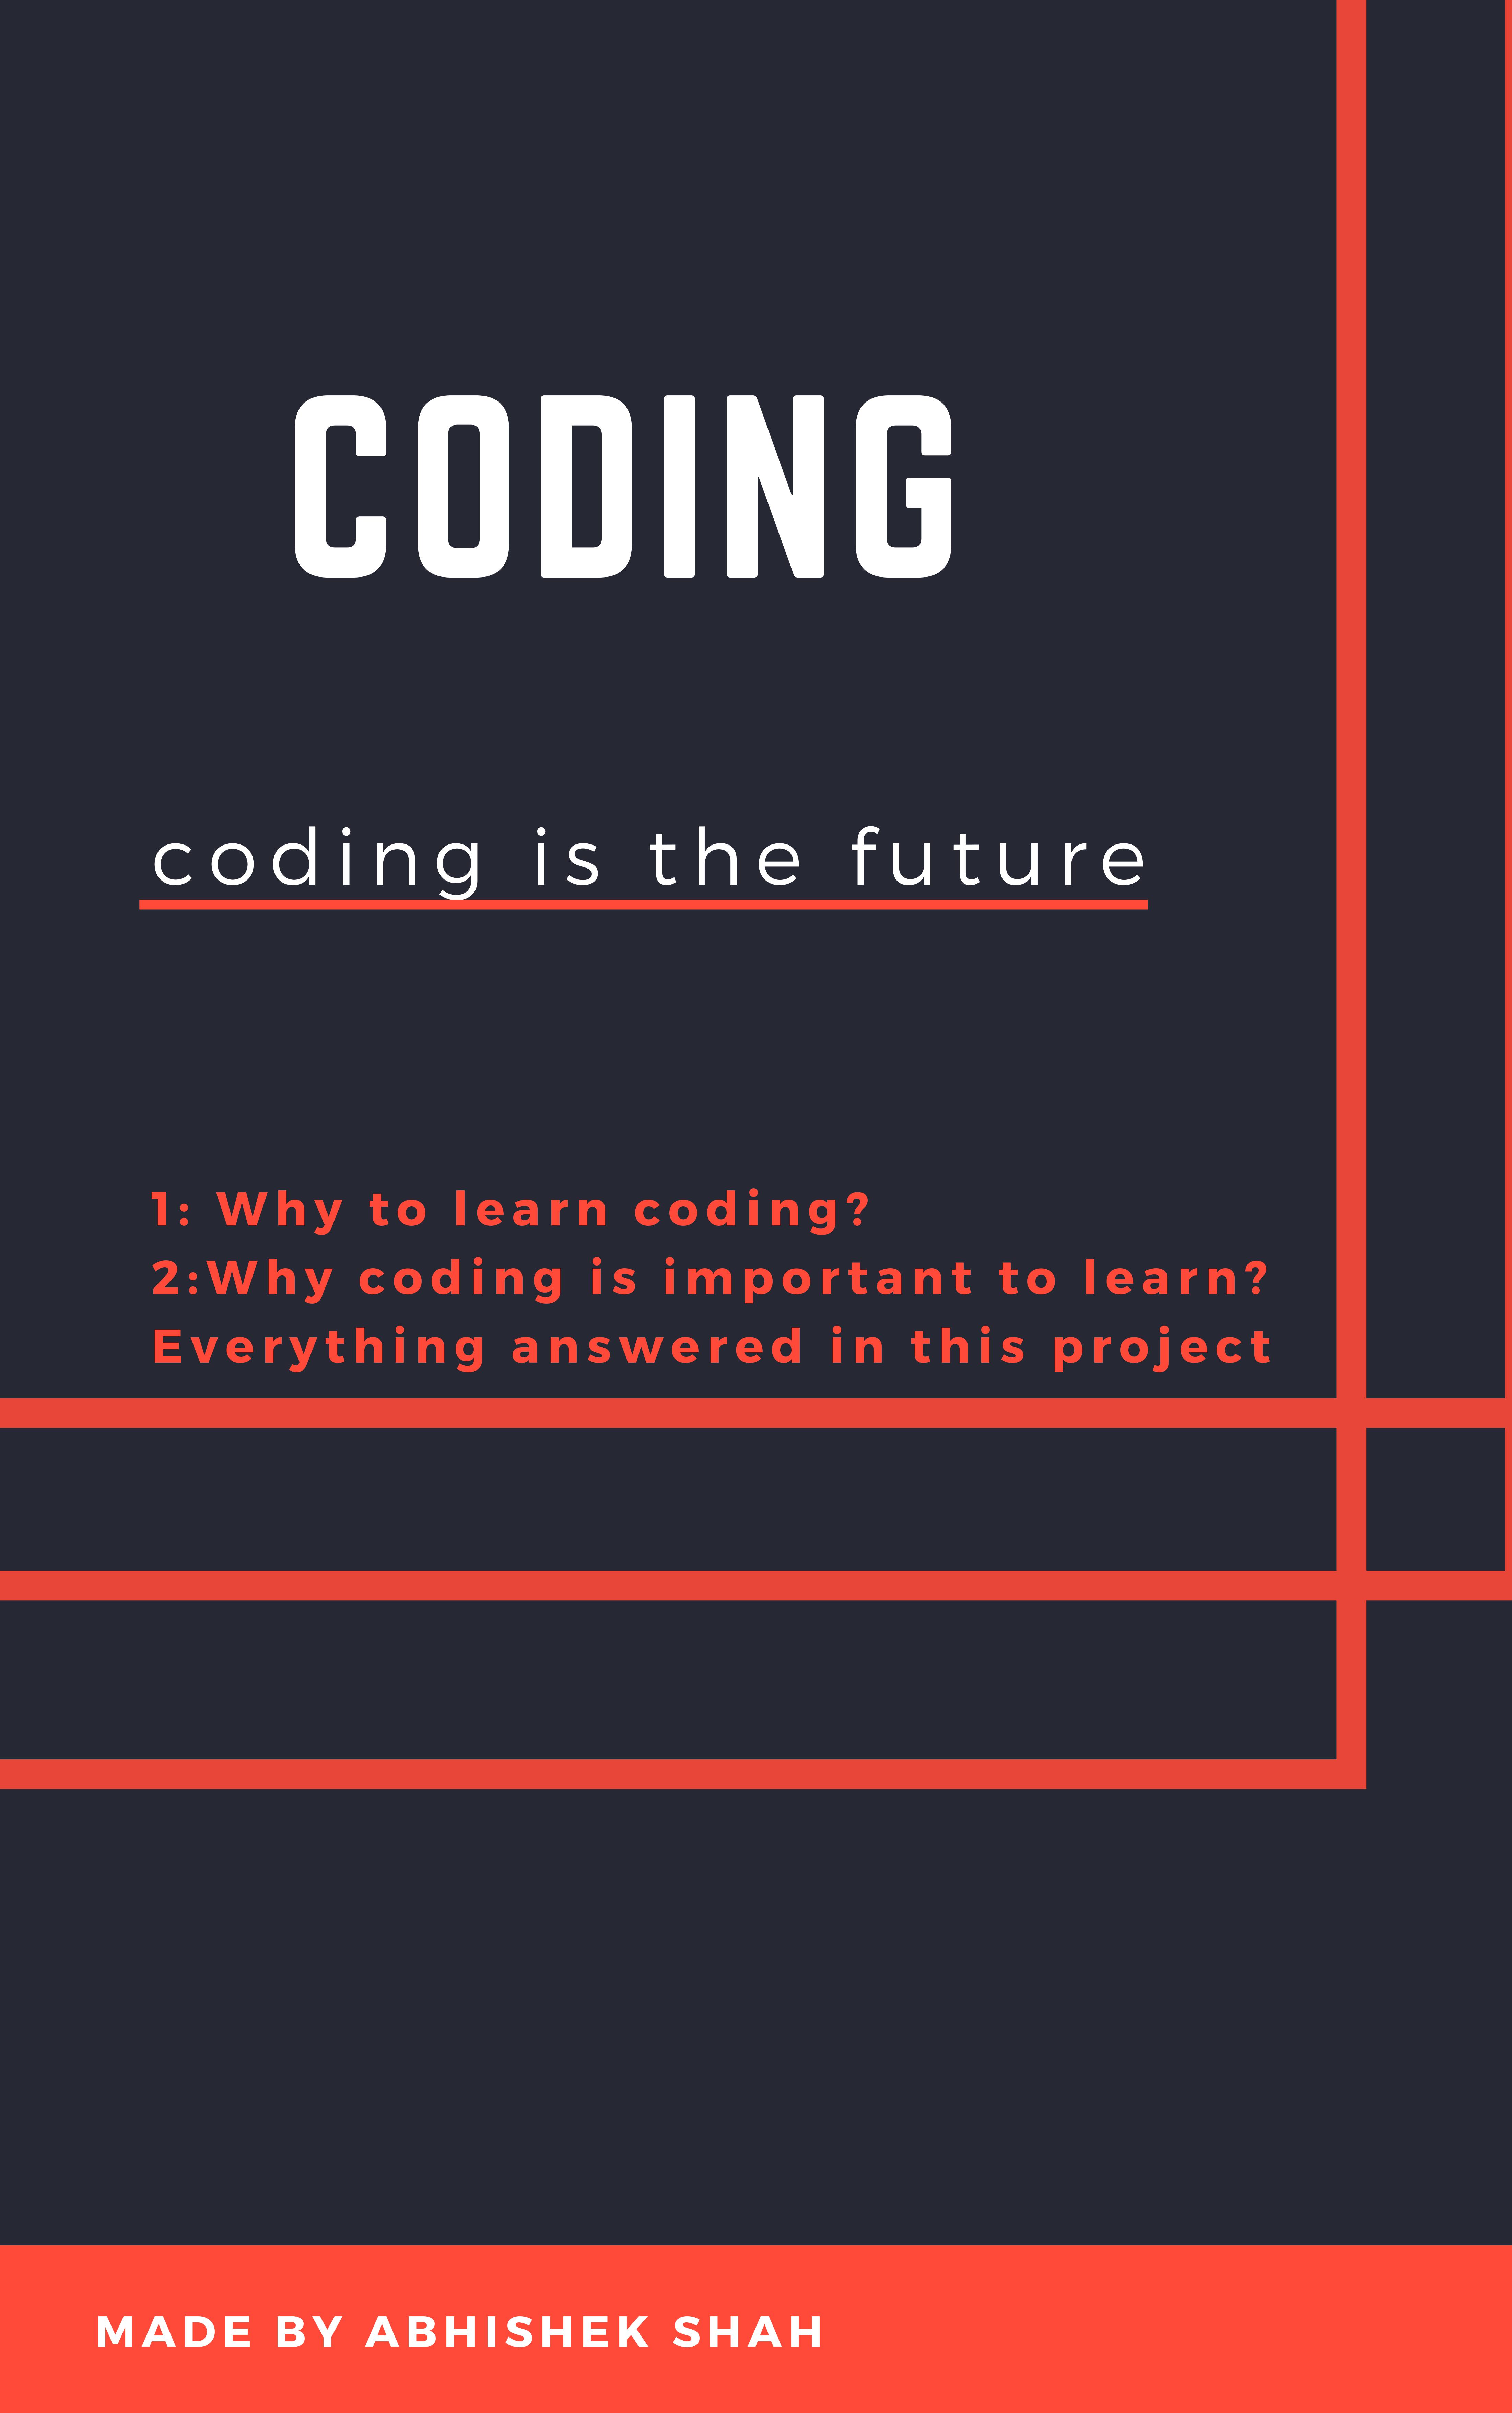 CODING
coding is the future
1: Why to learn coding?
2:Why coding is important to learn?
Everything answered in this project
MADE BY ABHISHEK SHAH